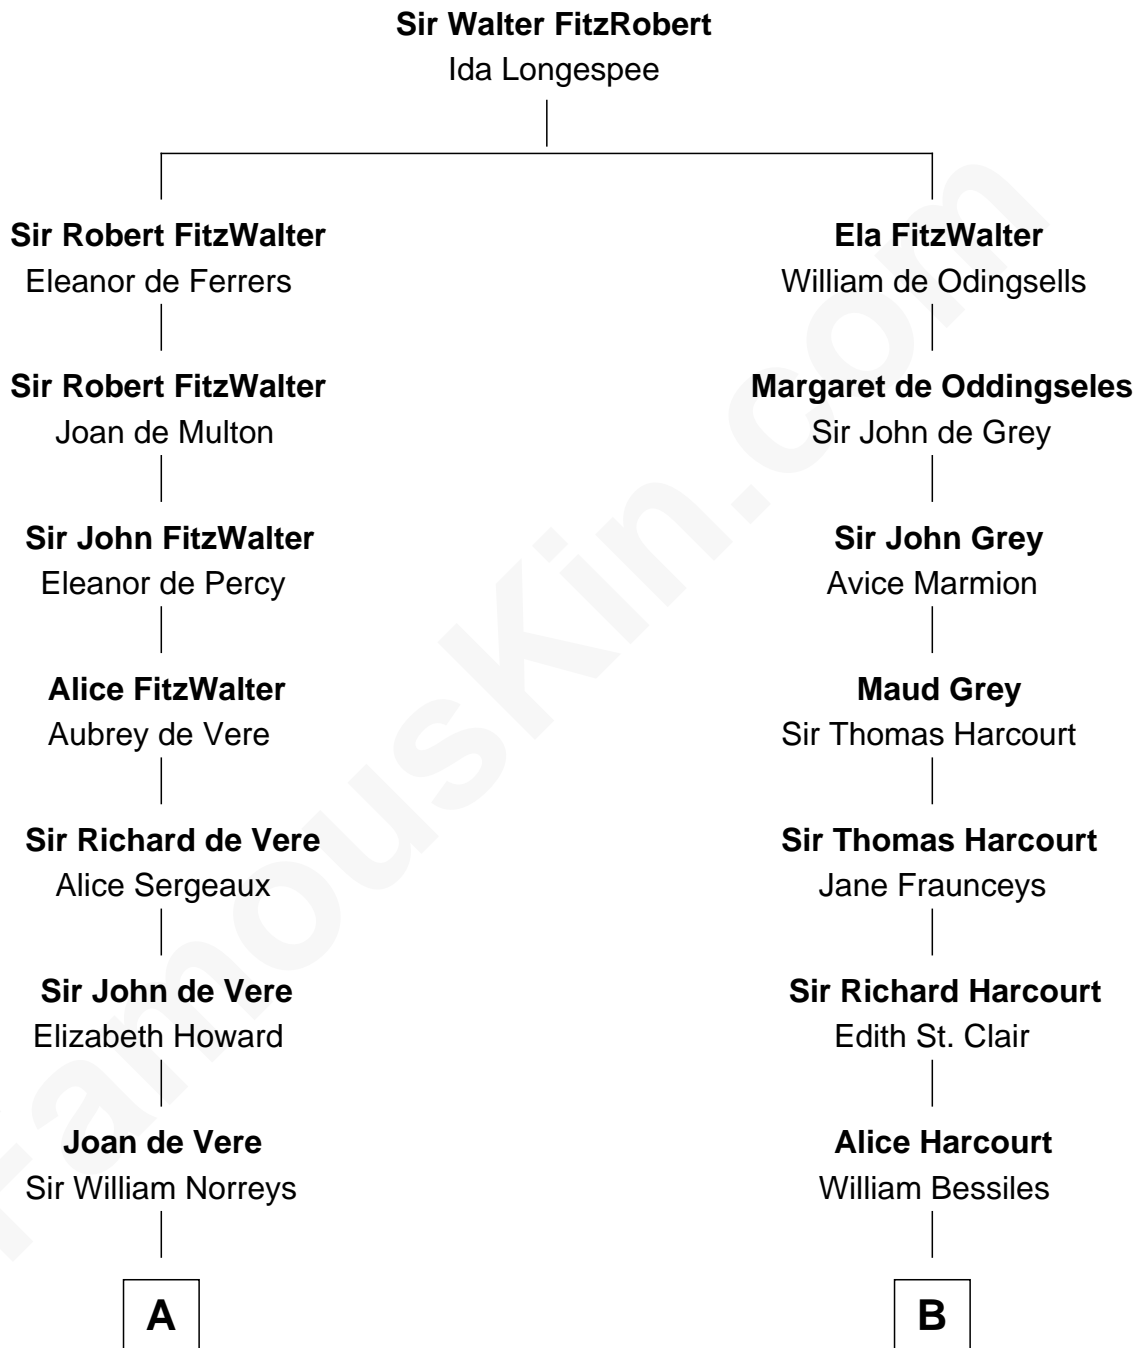 Sir Walter FitzRobert
Ida Longespee
Sir Robert FitzWalter
Eleanor de Ferrers
Ela FitzWalter
William de Odingsells
Sir Robert FitzWalter
Joan de Multon
Margaret de Oddingseles
Sir John de Grey
Sir John FitzWalter
Eleanor de Percy
Sir John Grey
Avice Marmion
Alice FitzWalter
Aubrey de Vere
Maud Grey
Sir Thomas Harcourt
Sir Richard de Vere
Alice Sergeaux
Sir Thomas Harcourt
Jane Fraunceys
Sir John de Vere
Elizabeth Howard
Sir Richard Harcourt
Edith St. Clair
Joan de Vere
Sir William Norreys
Alice Harcourt
William Bessiles
A
B
FamousKin.com